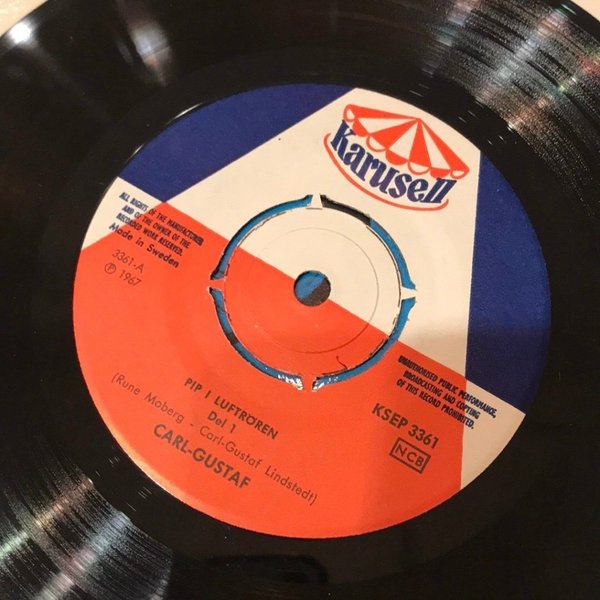 Karusell
ALL RIGHTS OF THE MANUFACTURER
AND OF THE OWNER OF THE
RECORDED WORK RESERVED.
Made in Sweden
3361-A
Ⓟ 1967
UNAUTHORISED PUBLIC PERFORMANCE,
BROADCASTING AND COPYING
OF THIS RECORD PROHIBITED.
KSEP 3361
NCB
PIP I LUFTRÖREN
Del 1
(Rune Moberg - Carl-Gustaf Lindstedt)
CARL-GUSTAF